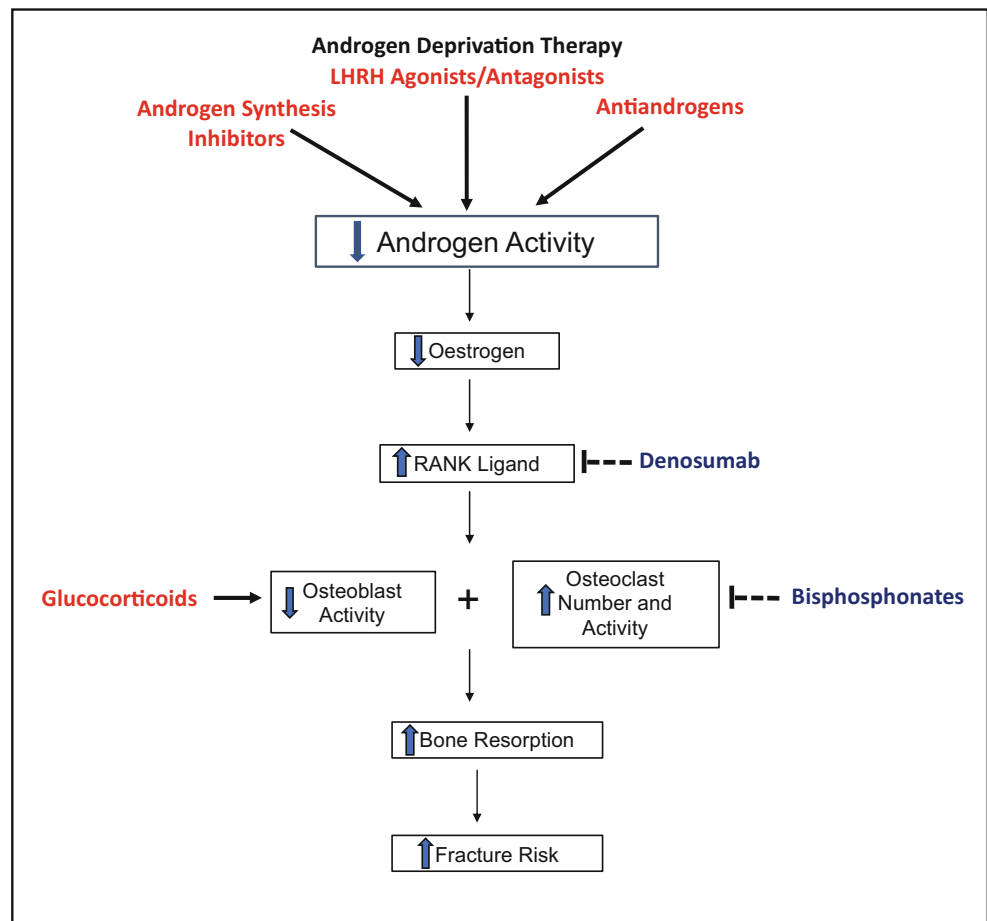 Androgen Deprivation Therapy
LHRH Agonists/Antagonists
Androgen Synthesis
Inhibitors
Antiandrogens
Androgen Activity
Oestrogen
RANK Ligand
Denosumab
Glucocorticoids
Osteoblast
Activity
+
Osteoclast
Number and
Activity
Bisphosphonates
Bone Resorption
Fracture Risk